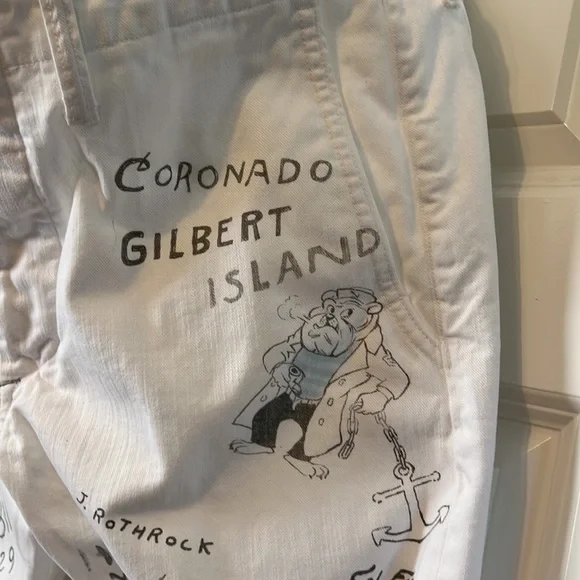 CORONADO
GILBERT
ISLAND
J. ROTHROCK